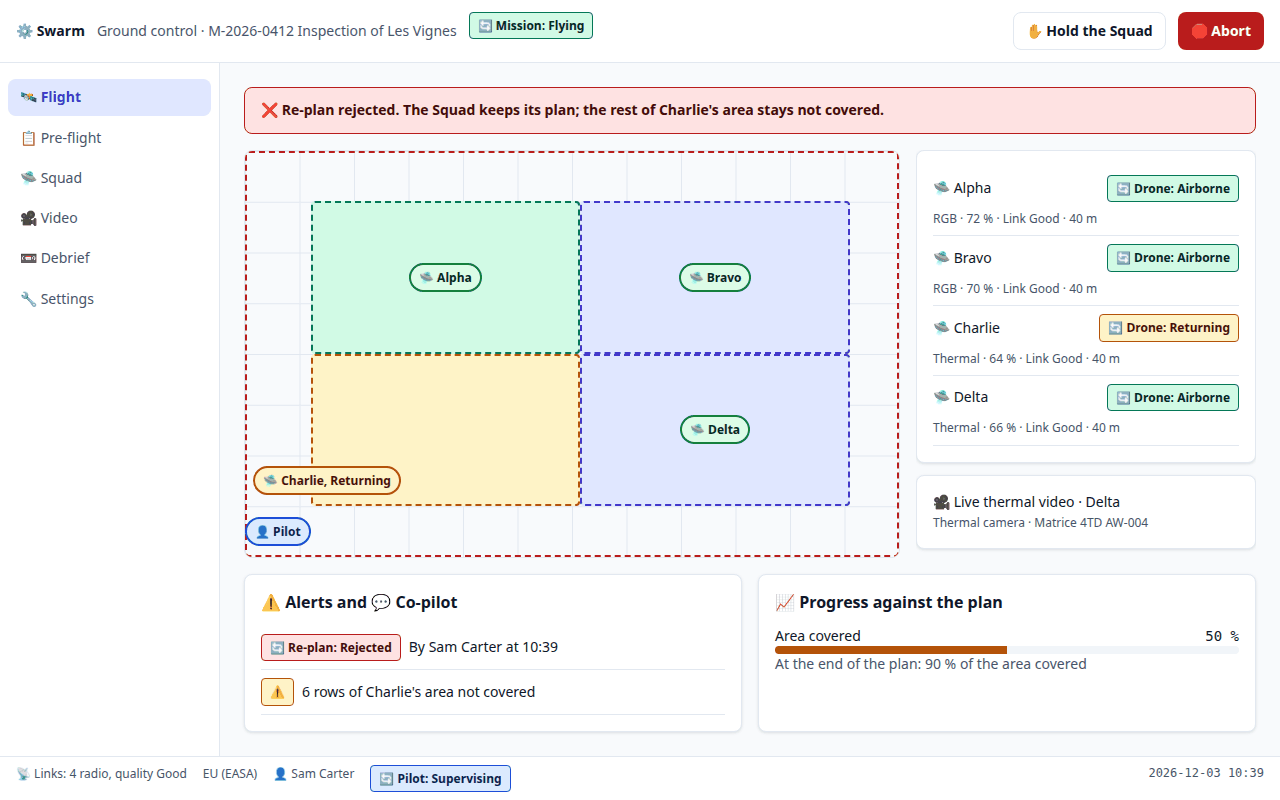 Swarm
Ground control · M-2026-0412 Inspection of Les Vignes
Mission: Flying
Hold the Squad
Abort
Flight
Pre-flight
Squad
Video
Debrief
Settings
Re-plan rejected. The Squad keeps its plan; the rest of Charlie's area stays not covered.
Alpha
Bravo
Delta
Charlie, Returning
Pilot
Alpha
Drone: Airborne
RGB · 72 % · Link Good · 40 m
Bravo
Drone: Airborne
RGB · 70 % · Link Good · 40 m
Charlie
Drone: Returning
Thermal · 64 % · Link Good · 40 m
Delta
Drone: Airborne
Thermal · 66 % · Link Good · 40 m
Live thermal video · Delta
Thermal camera · Matrice 4TD AW-004
Alerts and Co-pilot
Re-plan: Rejected By Sam Carter at 10:39
6 rows of Charlie's area not covered
Progress against the plan
Area covered 50 %
At the end of the plan: 90 % of the area covered
Links: 4 radio, quality Good
EU (EASA)
Sam Carter
Pilot: Supervising
2026-12-03 10:39